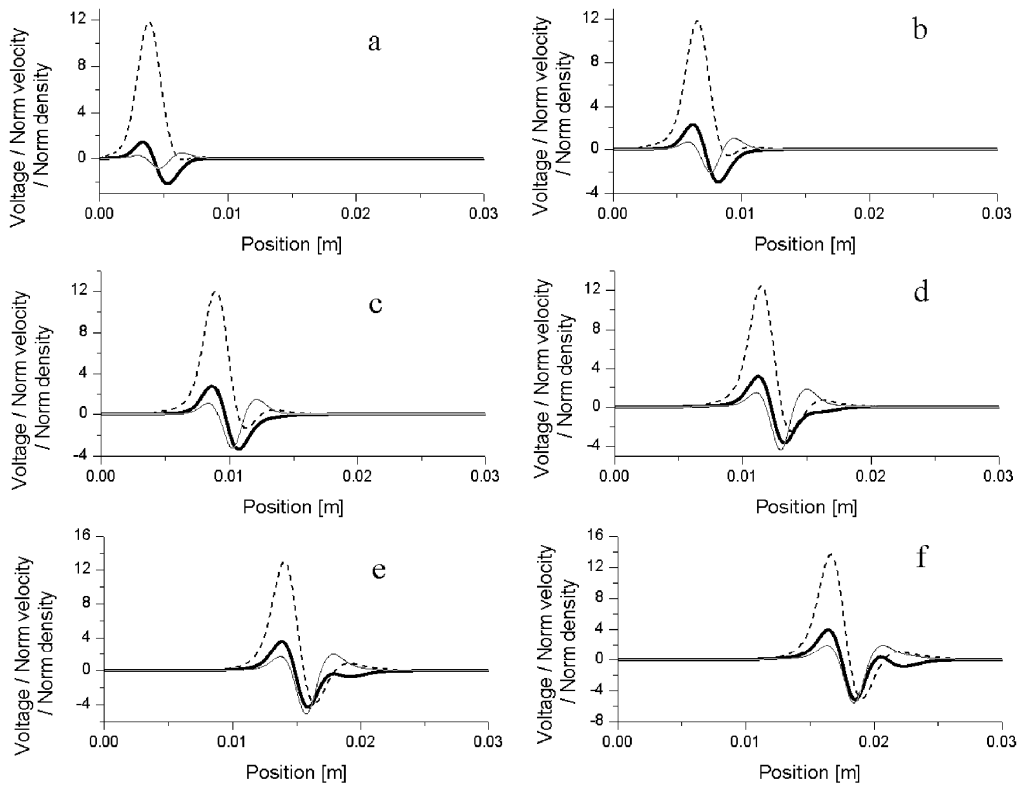 12
8
4
0
0.00
0.01
0.02
0.03
Position [m]
Voltage / Norm velocity
/ Norm density
a
12
8
4
0
-4
0.00
0.01
0.02
0.03
Position [m]
Voltage / Norm velocity
/ Norm density
b
12
8
4
0
-4
0.00
0.01
0.02
0.03
Position [m]
Voltage / Norm velocity
/ Norm density
c
12
8
4
0
-4
0.00
0.01
0.02
0.03
Position [m]
Voltage / Norm velocity
/ Norm density
d
16
12
8
4
0
-4
0.00
0.01
0.02
0.03
Position [m]
Voltage / Norm velocity
/ Norm density
e
16
12
8
4
0
-4
-8
0.00
0.01
0.02
0.03
Position [m]
Voltage / Norm velocity
/ Norm density
f